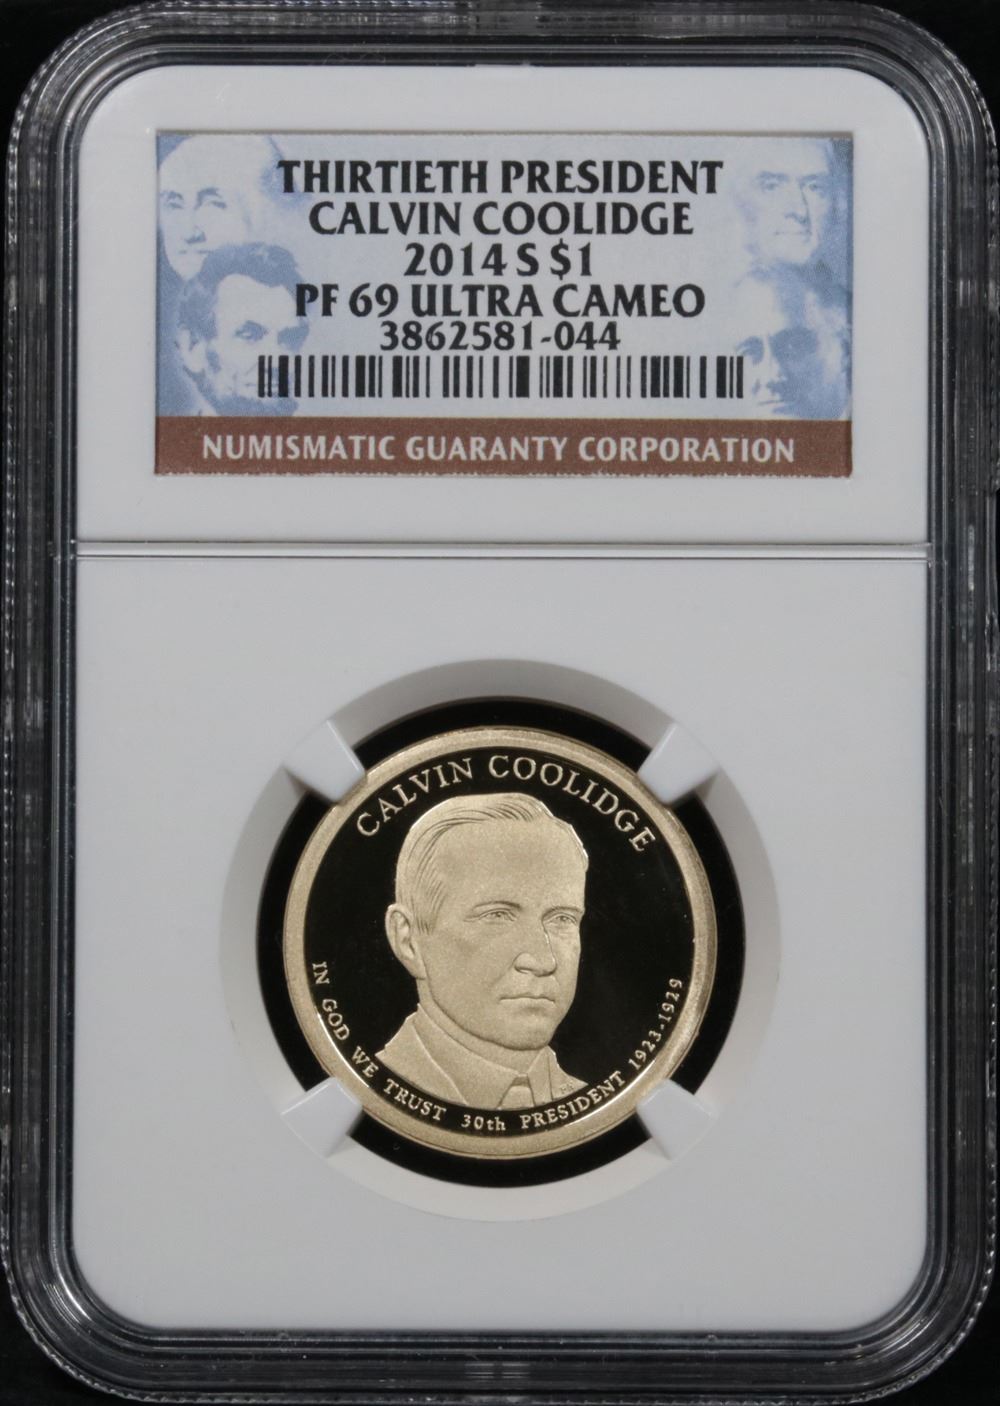 THIRTIETH PRESIDENT
CALVIN COOLIDGE
2014 S $1
PF 69 ULTRA CAMEO
3862581-044
NUMISMATIC GUARANTY CORPORATION
CALVIN COOLIDGE
IN GOD WE TRUST 30th PRESIDENT 1923-1929